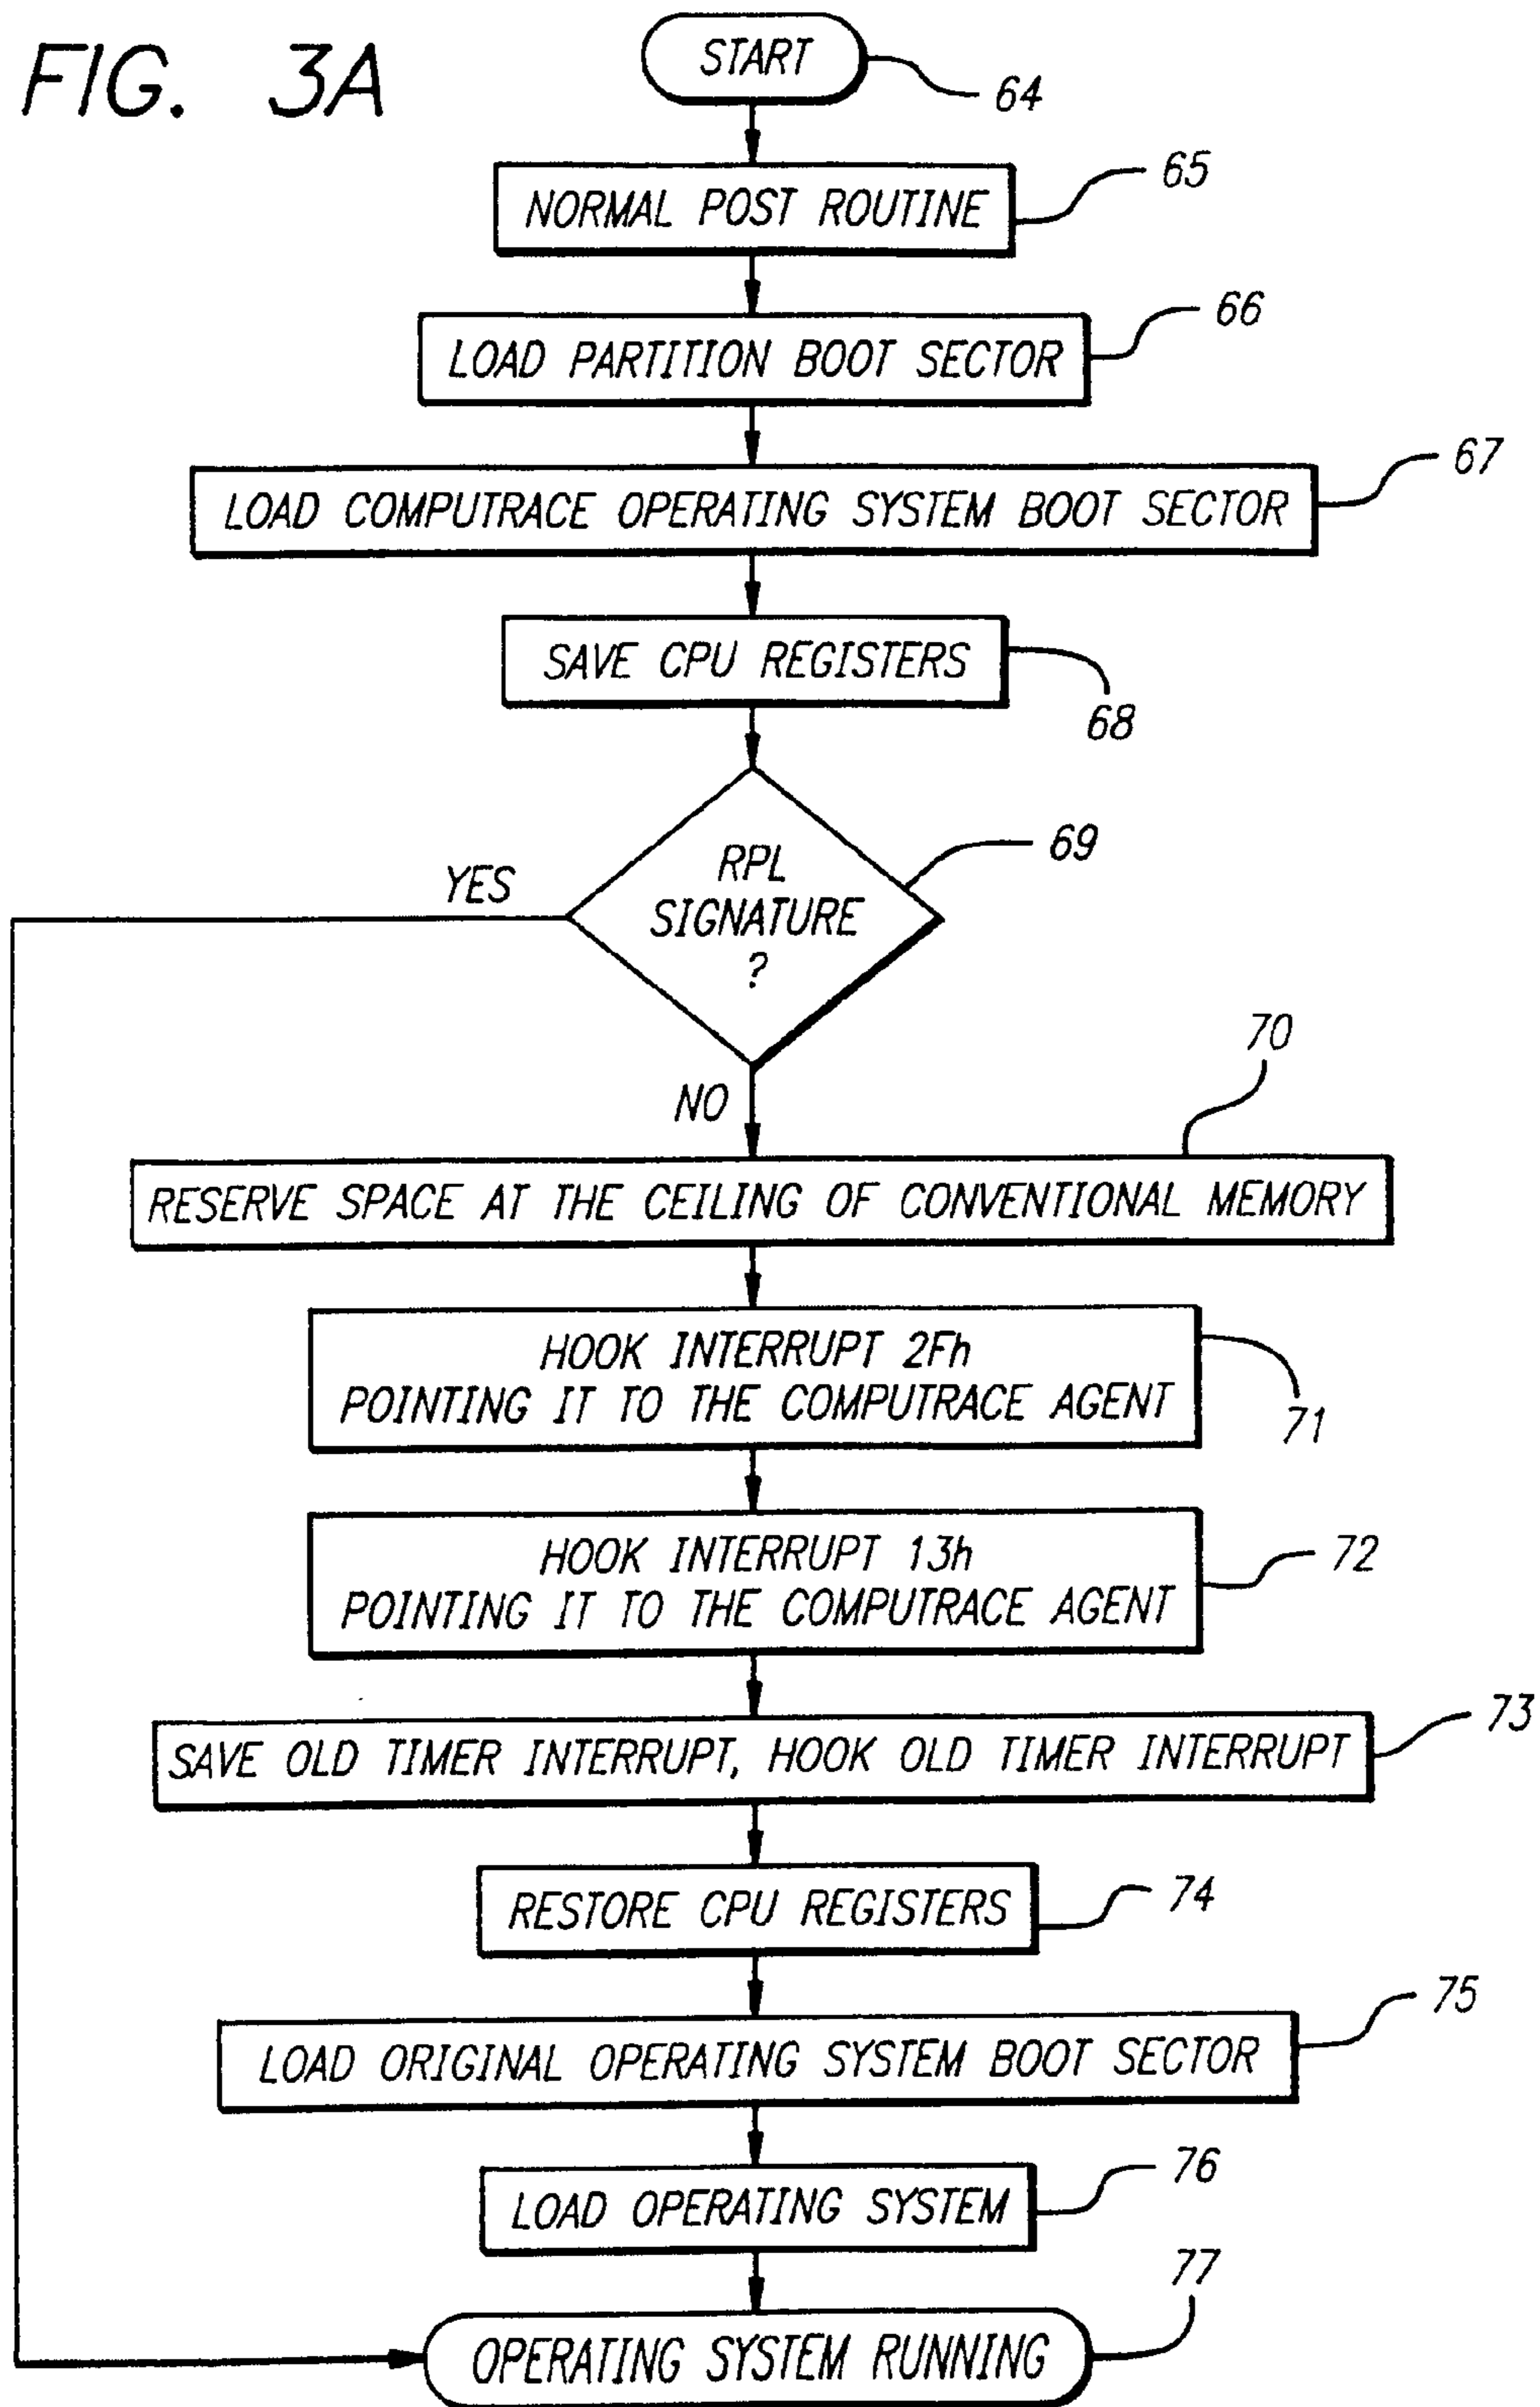 FIG. 3A
START
64
NORMAL POST ROUTINE
65
LOAD PARTITION BOOT SECTOR
66
LOAD COMPUTRACE OPERATING SYSTEM BOOT SECTOR
67
SAVE CPU REGISTERS
68
RPL
SIGNATURE
?
69
YES
NO
70
RESERVE SPACE AT THE CEILING OF CONVENTIONAL MEMORY
HOOK INTERRUPT 2Fh
POINTING IT TO THE COMPUTRACE AGENT
71
HOOK INTERRUPT 13h
POINTING IT TO THE COMPUTRACE AGENT
72
SAVE OLD TIMER INTERRUPT, HOOK OLD TIMER INTERRUPT
73
RESTORE CPU REGISTERS
74
LOAD ORIGINAL OPERATING SYSTEM BOOT SECTOR
75
LOAD OPERATING SYSTEM
76
OPERATING SYSTEM RUNNING
77